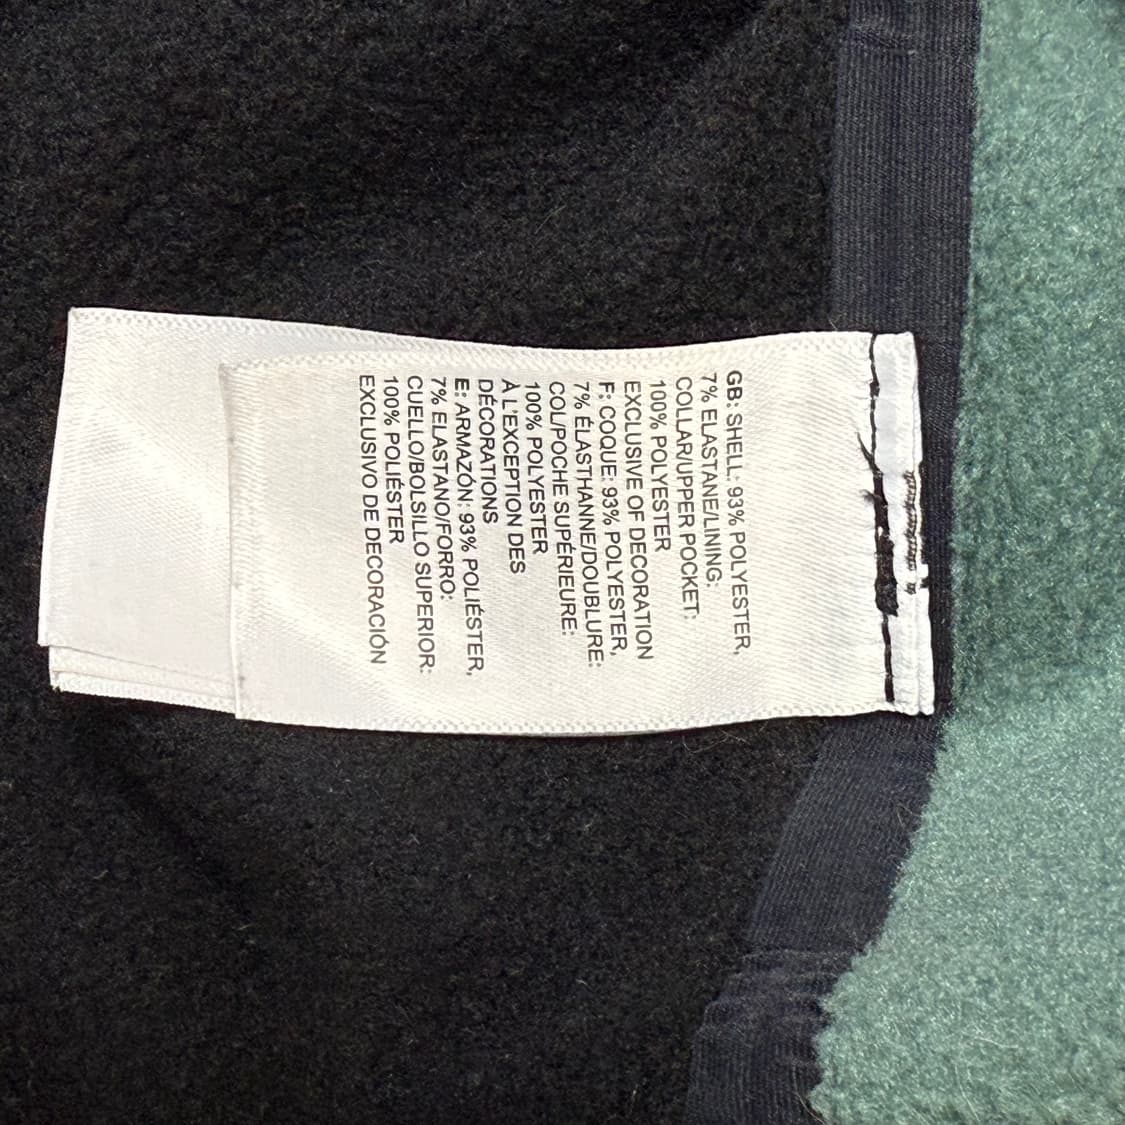 GB: SHELL: 93% POLYESTER,
7% ELASTANE/LINING:
COLLAR/UPPER POCKET:
100% POLYESTER
EXCLUSIVE OF DECORATION
F: COQUE: 93% POLYESTER,
7% ÉLASTHANNE/DOUBLURE:
COL/POCHE SUPÉRIEURE:
100% POLYESTER
À L'EXCEPTION DES
DÉCORATIONS
E: ARMAZÓN: 93% POLIÉSTER,
7% ELASTANO/FORRO:
CUELLO/BOLSILLO SUPERIOR:
100% POLIÉSTER
EXCLUSIVO DE DECORACIÓN